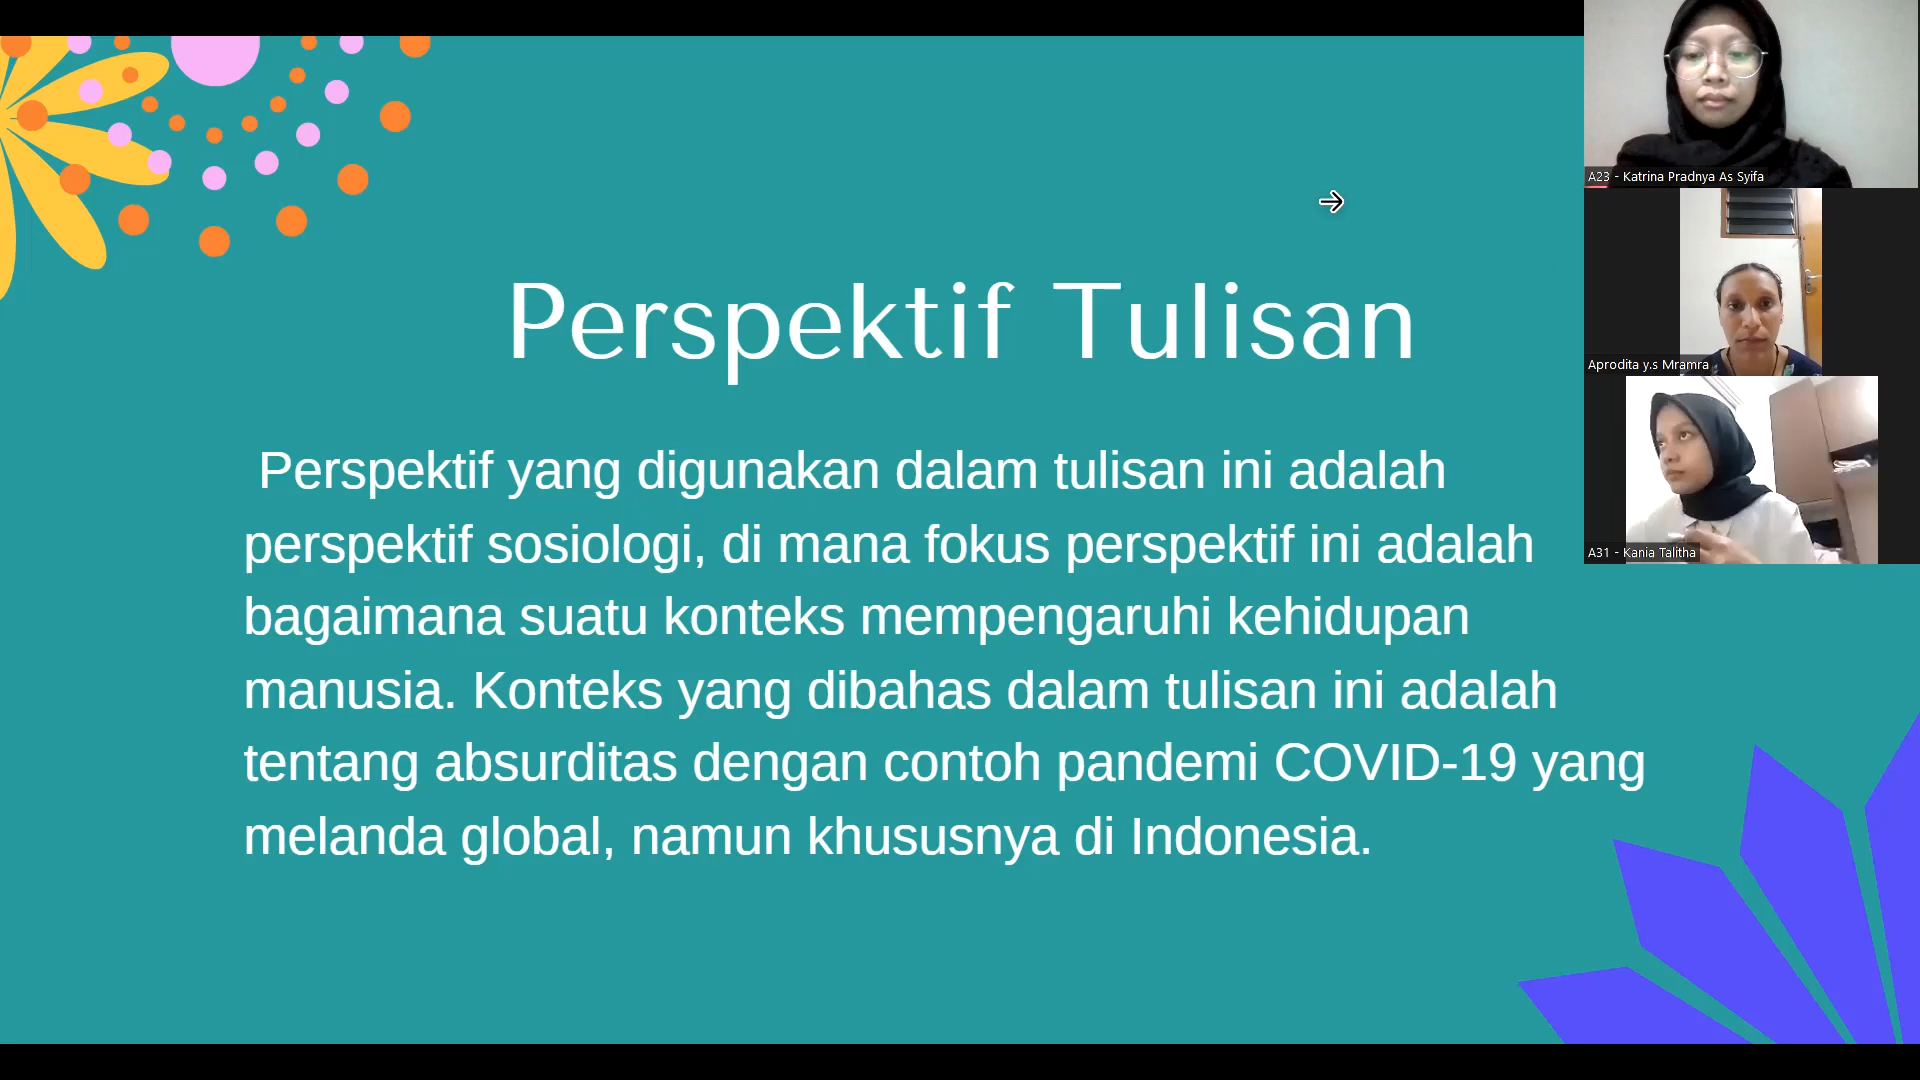 Perspektif Tulisan
Perspektif yang digunakan dalam tulisan ini adalah
perspektif sosiologi, di mana fokus perspektif ini adalah
bagaimana suatu konteks mempengaruhi kehidupan
manusia. Konteks yang dibahas dalam tulisan ini adalah
tentang absurditas dengan contoh pandemi COVID-19 yang
melanda global, namun khususnya di Indonesia.
A23 - Katrina Pradnya As Syifa
Aprodita y.s Mramra
A31 - Kania Talitha